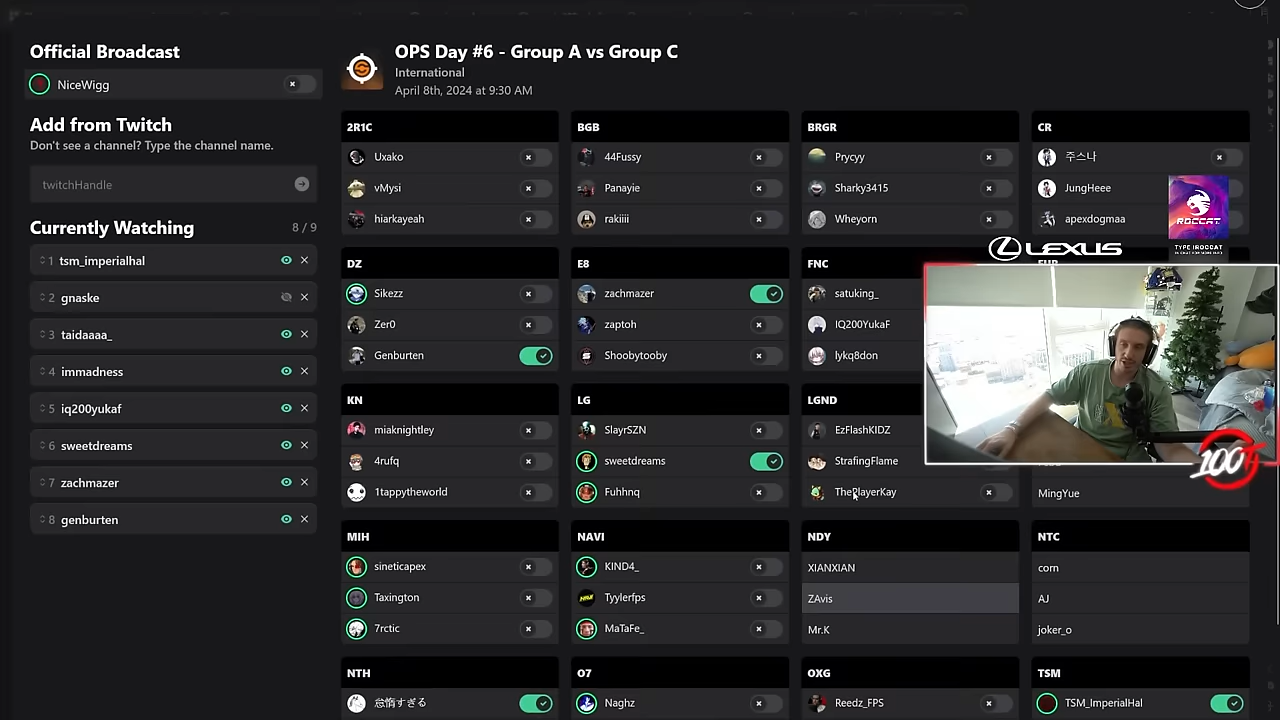 Official Broadcast
NiceWigg
Add from Twitch
Don't see a channel? Type the channel name.
twitchHandle
Currently Watching
8 / 9
1 tsm_imperialhal
2 gnaske
3 taidaaaa_
4 immadness
5 iq200yukaf
6 sweetdreams
7 zachmazer
8 genburten
OPS Day #6 - Group A vs Group C
International
April 8th, 2024 at 9:30 AM
2R1C
Uxako
vMysi
hiarkayeah
BGB
44Fussy
Panayie
rakiiii
BRGR
Prycyy
Sharky3415
Wheyorn
CR
주스나
JungHeee
apexdogmaa
ROCCAT
LEXUS
DZ
Sikezz
Zer0
Genburten
E8
zachmazer
zaptoh
Shoobytooby
FNC
satuking_
IQ200YukaF
lykq8don
KN
miaknightley
4rufq
1tappytheworld
LG
SlayrSZN
sweetdreams
Fuhhnq
LGND
EzFlashKIDZ
StrafingFlame
ThePlayerKay
MingYue
100T
MIH
sineticapex
Taxington
7rctic
NAVI
KIND4_
Tyylerfps
MaTaFe_
NDY
XIANXIAN
ZAvis
Mr.K
NTC
corn
AJ
joker_o
NTH
怠惰すぎる
O7
Naghz
OXG
Reedz_FPS
TSM
TSM_ImperialHal